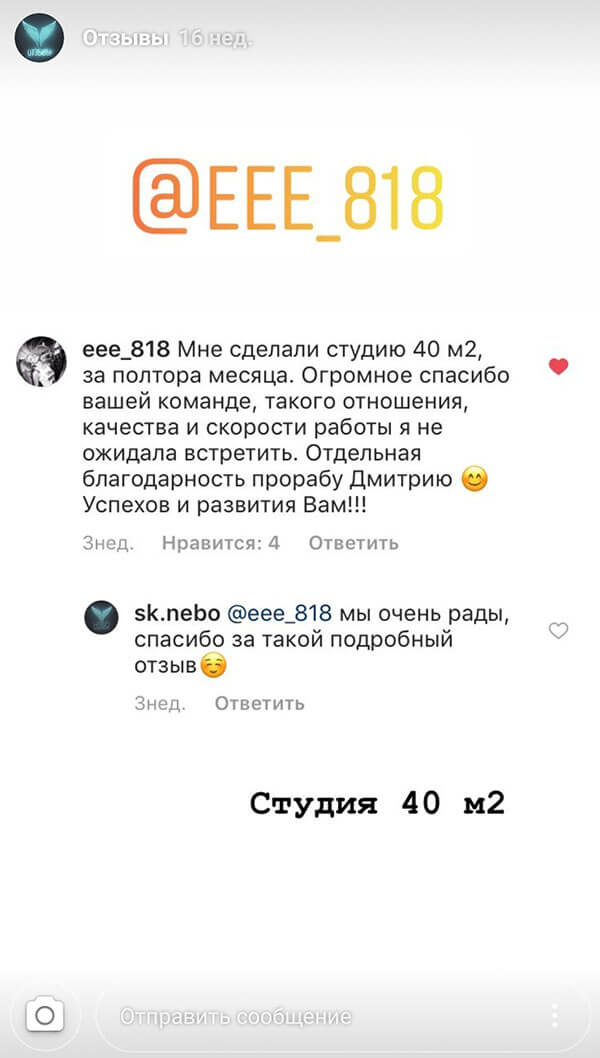 Отзывы 16 нед.
@EEE_818
eee_818 Мне сделали студию 40 м2,
за полтора месяца. Огромное спасибо
вашей команде, такого отношения,
качества и скорости работы я не
ожидала встретить. Отдельная
благодарность прорабу Дмитрию 😊
Успехов и развития Вам!!!
3нед. Нравится: 4 Ответить
sk.nebo @eee_818 мы очень рады,
спасибо за такой подробный
отзыв☺️
3нед. Ответить
Студия 40 м2
Отправить сообщение